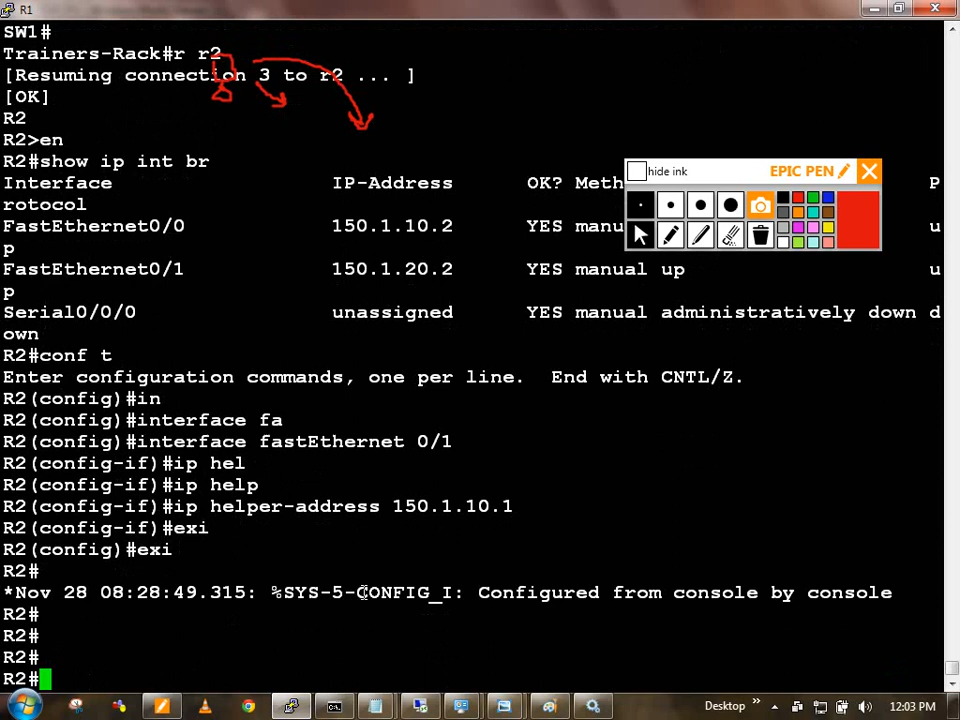 R1
SW1#
Trainers-Rack#r r2
[Resuming connection 3 to r2 ... ]
[OK]
R2
R2>en
R2#show ip int br
Interface IP-Address OK? Meth P
rotocol
FastEthernet0/0 150.1.10.2 YES manu u
p
FastEthernet0/1 150.1.20.2 YES manual up u
p
Serial0/0/0 unassigned YES manual administratively down d
own
R2#conf t
Enter configuration commands, one per line. End with CNTL/Z.
R2(config)#in
R2(config)#interface fa
R2(config)#interface fastEthernet 0/1
R2(config-if)#ip hel
R2(config-if)#ip help
R2(config-if)#ip helper-address 150.1.10.1
R2(config-if)#exi
R2(config)#exi
R2#
*Nov 28 08:28:49.315: %SYS-5-CONFIG_I: Configured from console by console
R2#
R2#
R2#
R2#
hide ink EPIC PEN
Desktop » 12:03 PM